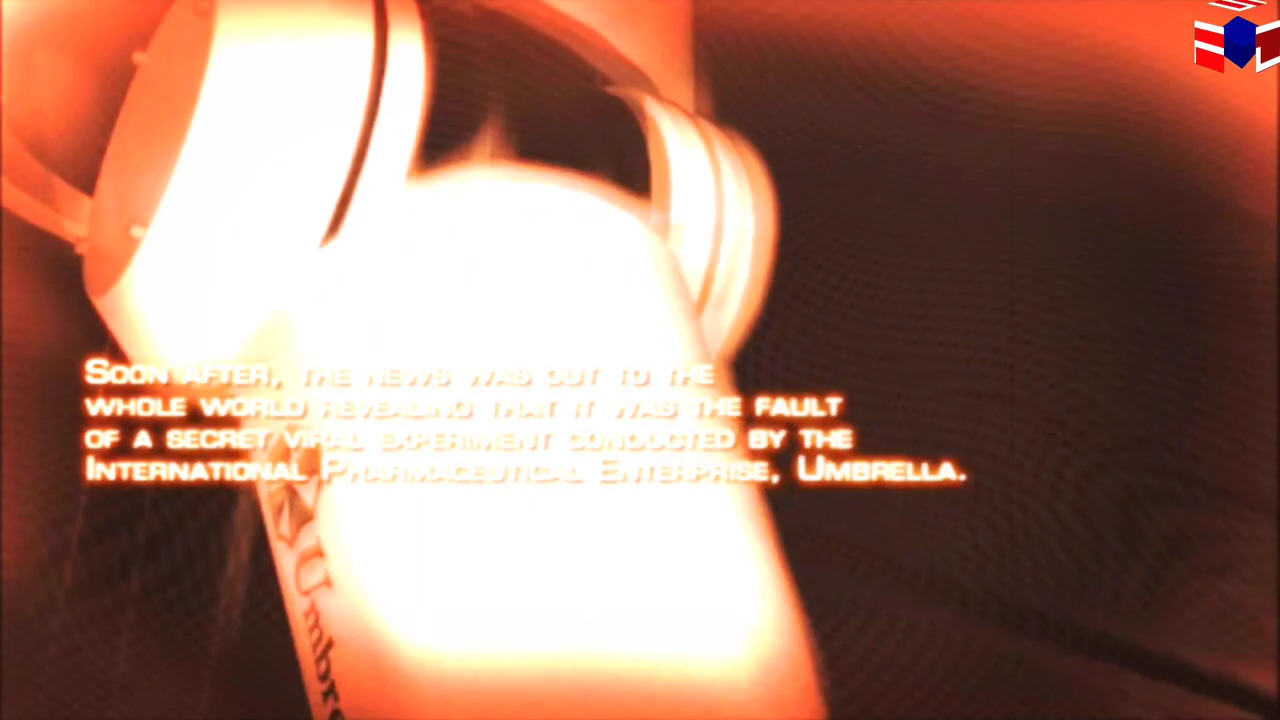 Soon after, the news was out to the
whole world revealing that it was the fault
of a secret viral experiment conducted by the
International Pharmaceutical Enterprise, Umbrella.
Umbre